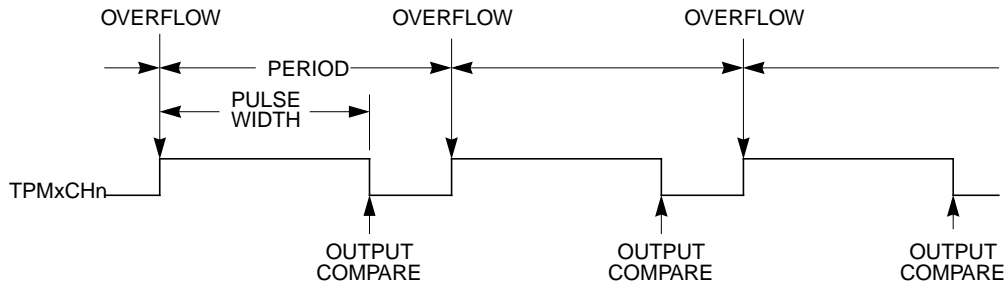 OVERFLOW OVERFLOW OVERFLOW
PERIOD
PULSE
WIDTH
TPMxCHn
OUTPUT OUTPUT OUTPUT
COMPARE COMPARE COMPARE